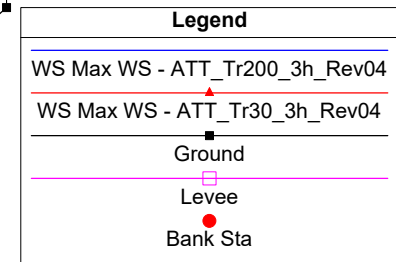 Legend
WS Max WS - ATT_Tr200_3h_Rev04
WS Max WS - ATT_Tr30_3h_Rev04
Ground
Levee
Bank Sta